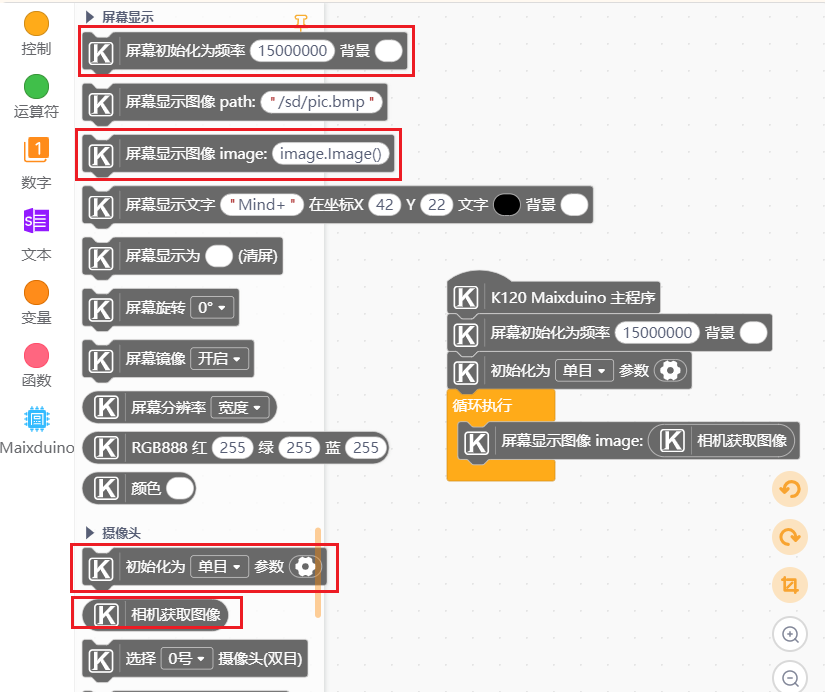 控制
运算符
1
数字
S
文本
变量
函数
Maixduino
屏幕显示
K 屏幕初始化为频率 15000000 背景
K 屏幕显示图像 path: "/sd/pic.bmp"
K 屏幕显示图像 image: image.Image()
K 屏幕显示文字 "Mind+" 在坐标X 42 Y 22 文字 背景
K 屏幕显示为 (清屏)
K 屏幕旋转 0°
K 屏幕镜像 开启
K 屏幕分辨率 宽度
K RGB888 红 255 绿 255 蓝 255
K 颜色
摄像头
K 初始化为 单目 参数
K 相机获取图像
K 选择 0号 摄像头(双目)
K K120 Maixduino 主程序
K 屏幕初始化为频率 15000000 背景
K 初始化为 单目 参数
循环执行
K 屏幕显示图像 image: K 相机获取图像